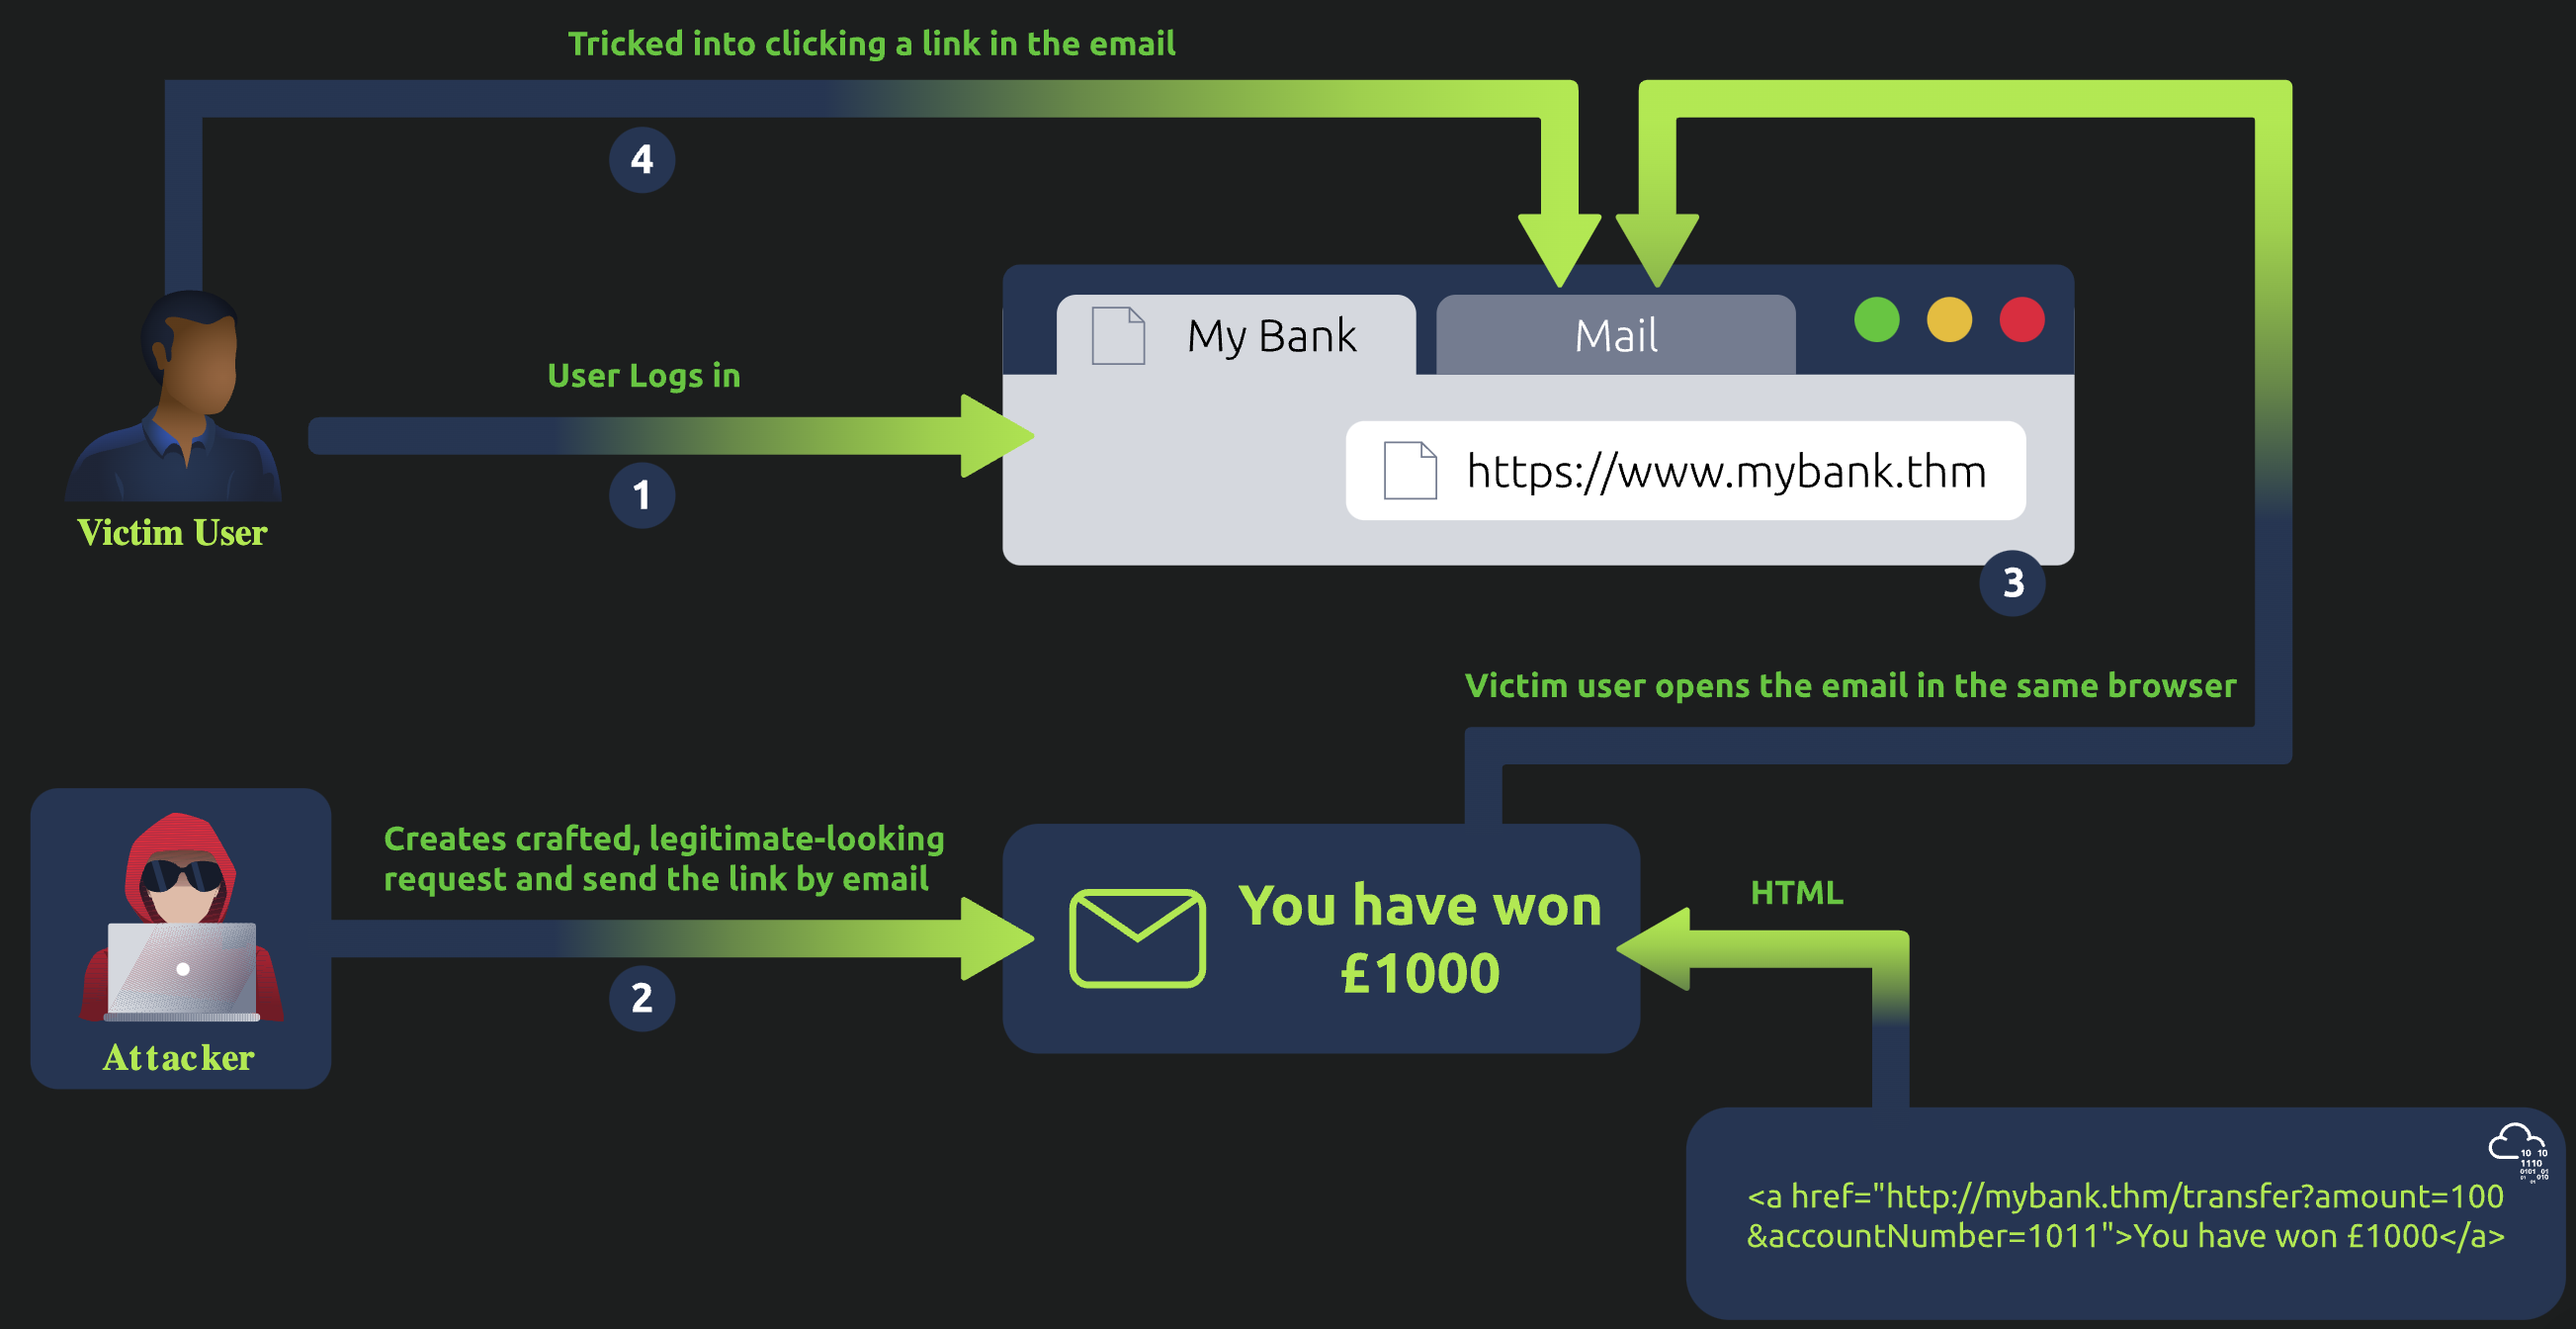 Tricked into clicking a link in the email
4
My Bank
Mail
User Logs in
1
https://www.mybank.thm
Victim User
3
Victim user opens the email in the same browser
Creates crafted, legitimate-looking
request and send the link by email
You have won
£1000
HTML
2
Attacker
10 10
1110
<a href="http://mybank.thm/transfer?amount=100
&accountNumber=1011">You have won £1000</a>